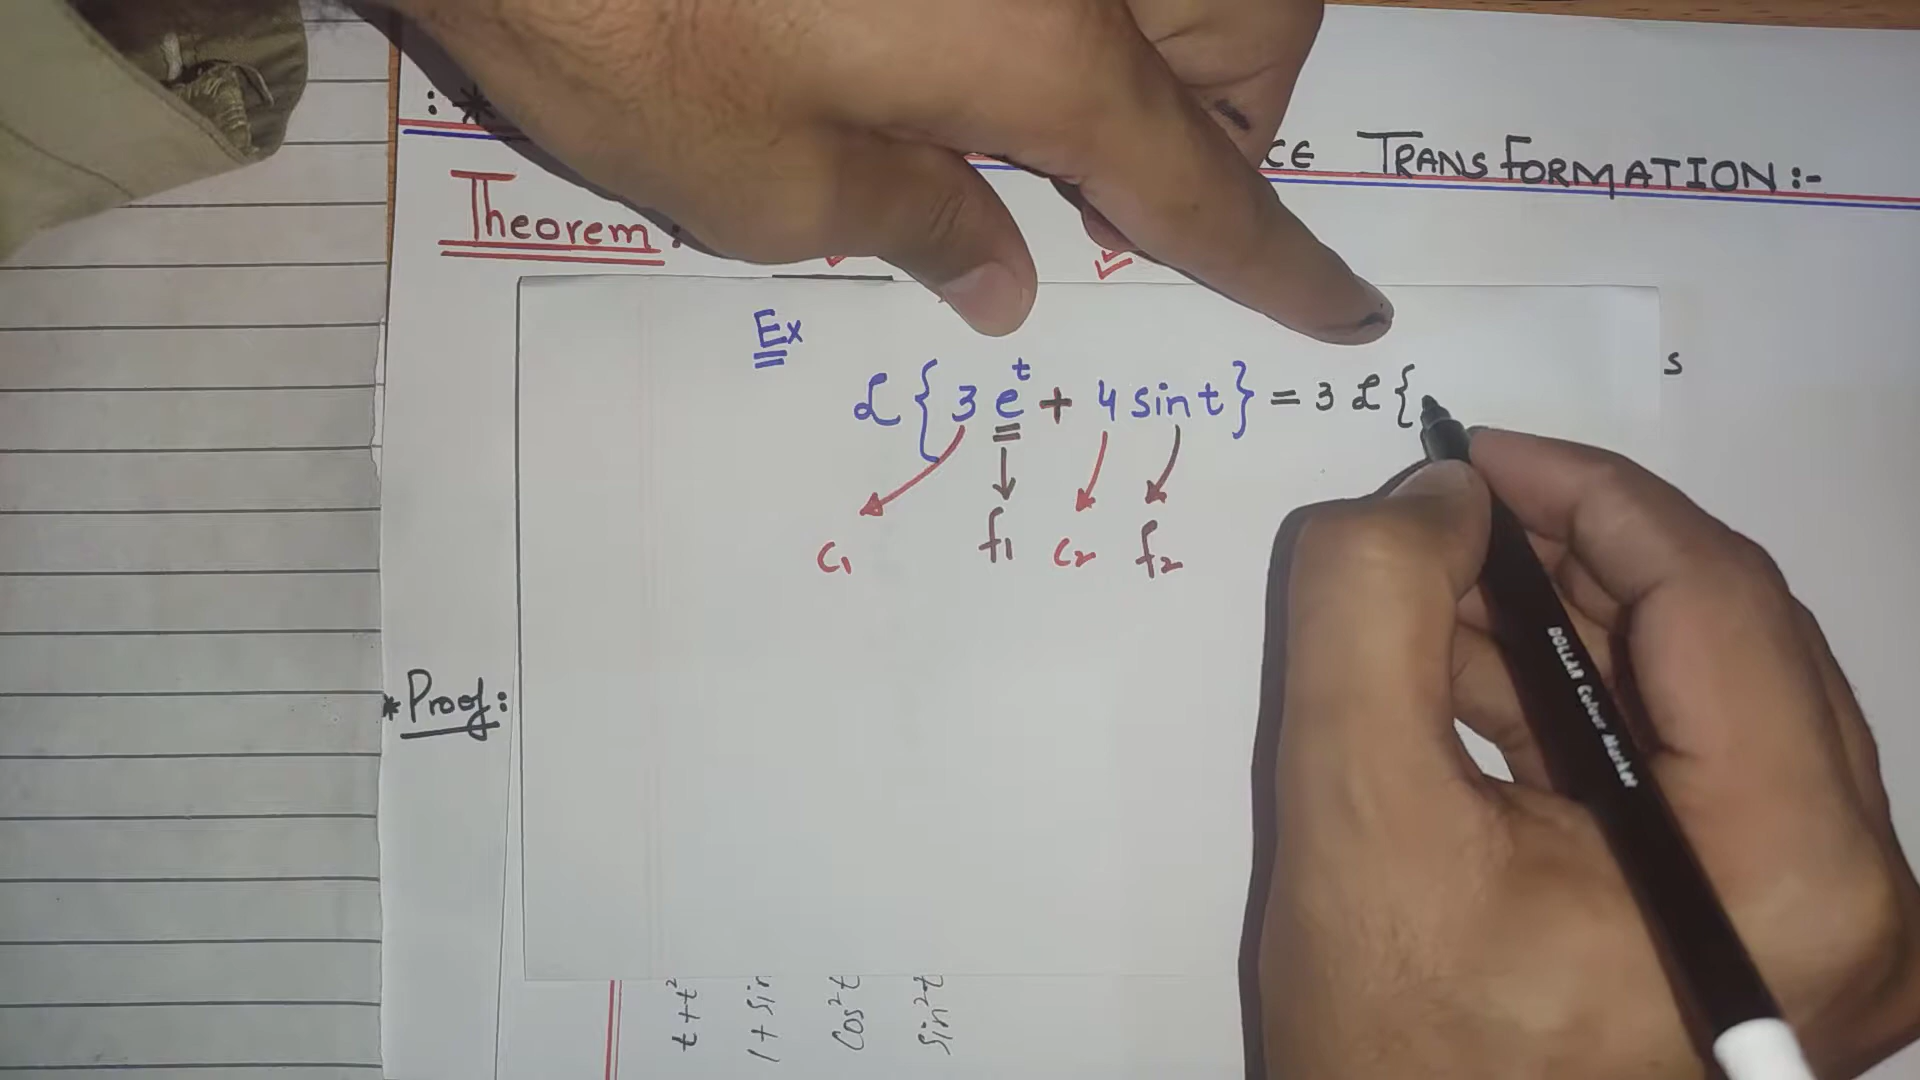 : *
CE TRANSFORMATION:-
Theorem:
Ex
s
ℒ{3e^t + 4 sin t} = 3 ℒ{
c₁ f₁ c₂ f₂
DOLLAR Colour Marker
*Proof:
t+t²
1+ sin
Cos²t
Sin²t